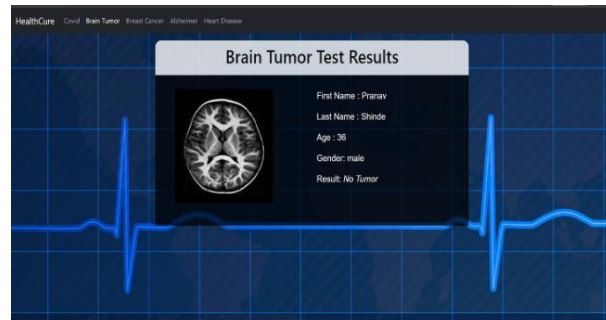 HealthCure Covid Brain Tumor Breast Cancer Alzheimer Heart Disease
Brain Tumor Test Results
First Name : Pranav
Last Name : Shinde
Age : 36
Gender: male
Result: No Tumor